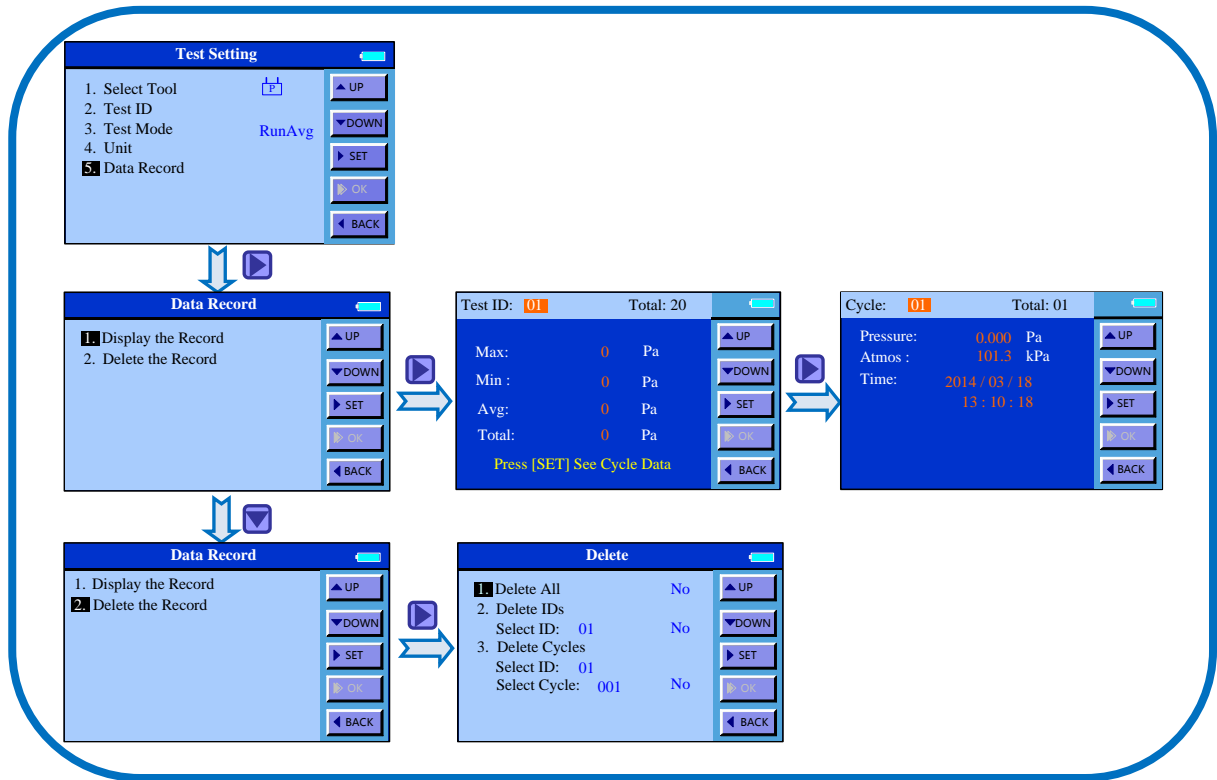 Test Setting
1. Select Tool P
2. Test ID
3. Test Mode RunAvg
4. Unit
5. Data Record
UP
DOWN
SET
OK
BACK
Data Record
1. Display the Record
2. Delete the Record
UP
DOWN
SET
OK
BACK
Test ID: 01 Total: 20
Max: 0 Pa
Min : 0 Pa
Avg: 0 Pa
Total: 0 Pa
Press [SET] See Cycle Data
UP
DOWN
SET
OK
BACK
Cycle: 01 Total: 01
Pressure: 0.000 Pa
Atmos : 101.3 kPa
Time: 2014 / 03 / 18
13 : 10 : 18
UP
DOWN
SET
OK
BACK
Data Record
1. Display the Record
2. Delete the Record
UP
DOWN
SET
OK
BACK
Delete
1. Delete All No
2. Delete IDs
Select ID: 01 No
3. Delete Cycles
Select ID: 01
Select Cycle: 001 No
UP
DOWN
SET
OK
BACK